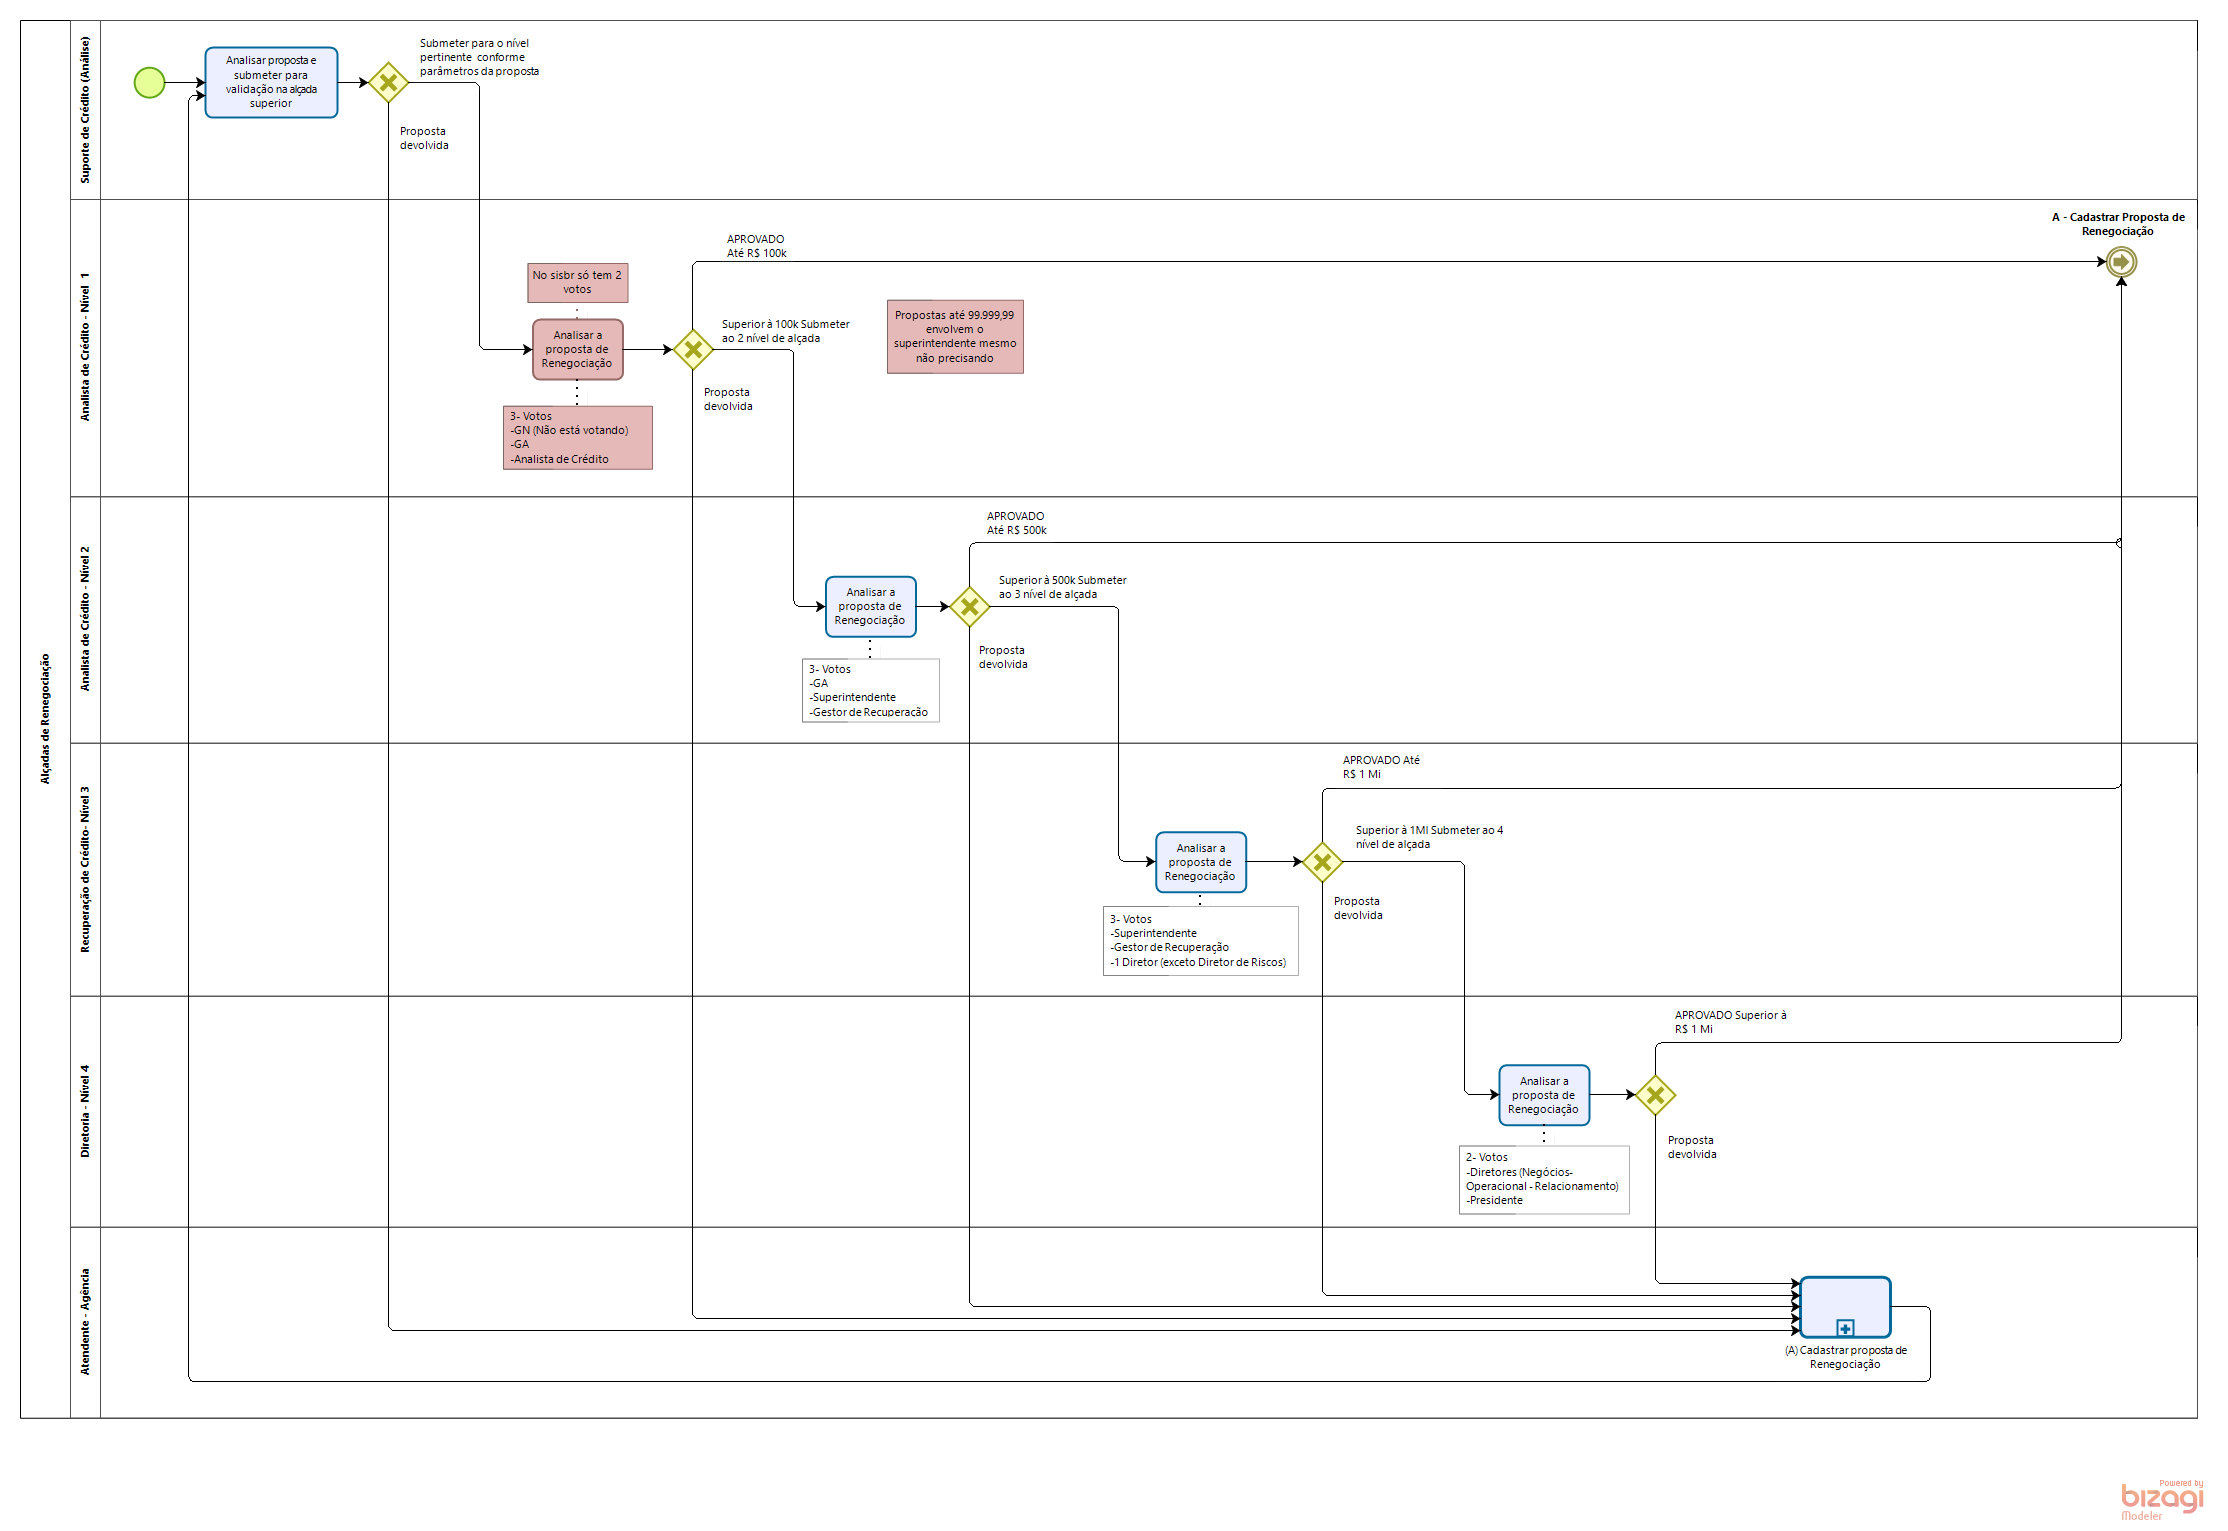 Alçadas de Renegociação
Suporte de Crédito (Análise)
Analisar proposta e
submeter para
validação na alçada
superior
Submeter para o nível
pertinente conforme
parâmetros da proposta
Proposta
devolvida
Analista de Crédito - Nível 1
No sisbr só tem 2
votos
Analisar a
proposta de
Renegociação
3- Votos
-GN (Não está votando)
-GA
-Analista de Crédito
APROVADO
Até R$ 100k
Superior à 100k Submeter
ao 2 nível de alçada
Proposta
devolvida
Propostas até 99.999,99
envolvem o
superintendente mesmo
não precisando
A - Cadastrar Proposta de
Renegociação
Analista de Crédito - Nível 2
Analisar a
proposta de
Renegociação
3- Votos
-GA
-Superintendente
-Gestor de Recuperação
APROVADO
Até R$ 500k
Superior à 500k Submeter
ao 3 nível de alçada
Proposta
devolvida
Recuperação de Crédito- Nível 3
Analisar a
proposta de
Renegociação
3- Votos
-Superintendente
-Gestor de Recuperação
-1 Diretor (exceto Diretor de Riscos)
APROVADO Até
R$ 1 Mi
Superior à 1MI Submeter ao 4
nível de alçada
Proposta
devolvida
Diretoria - Nível 4
Analisar a
proposta de
Renegociação
2- Votos
-Diretores (Negócios-
Operacional - Relacionamento)
-Presidente
APROVADO Superior à
R$ 1 Mi
Proposta
devolvida
Atendente - Agência
(A) Cadastrar proposta de
Renegociação
Powered by
bizagi
Modeler